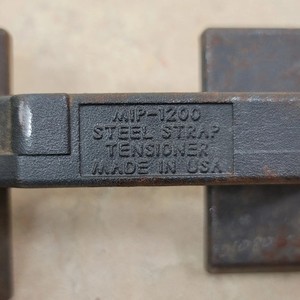 MIP-1200
STEEL STRAP
TENSIONER
MADE IN USA